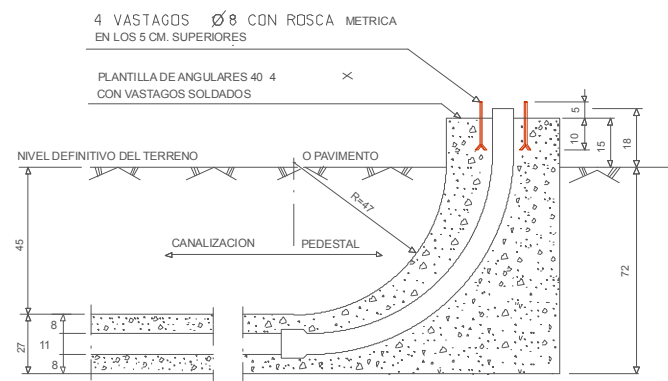 4 VASTAGOS Ø 8 CON ROSCA METRICA
EN LOS 5 CM. SUPERIORES
PLANTILLA DE ANGULARES 40 4 ×
CON VASTAGOS SOLDADOS
5
10
15
18
NIVEL DEFINITIVO DEL TERRENO O PAVIMENTO
R=47
45
CANALIZACION PEDESTAL
72
8
27
11
8